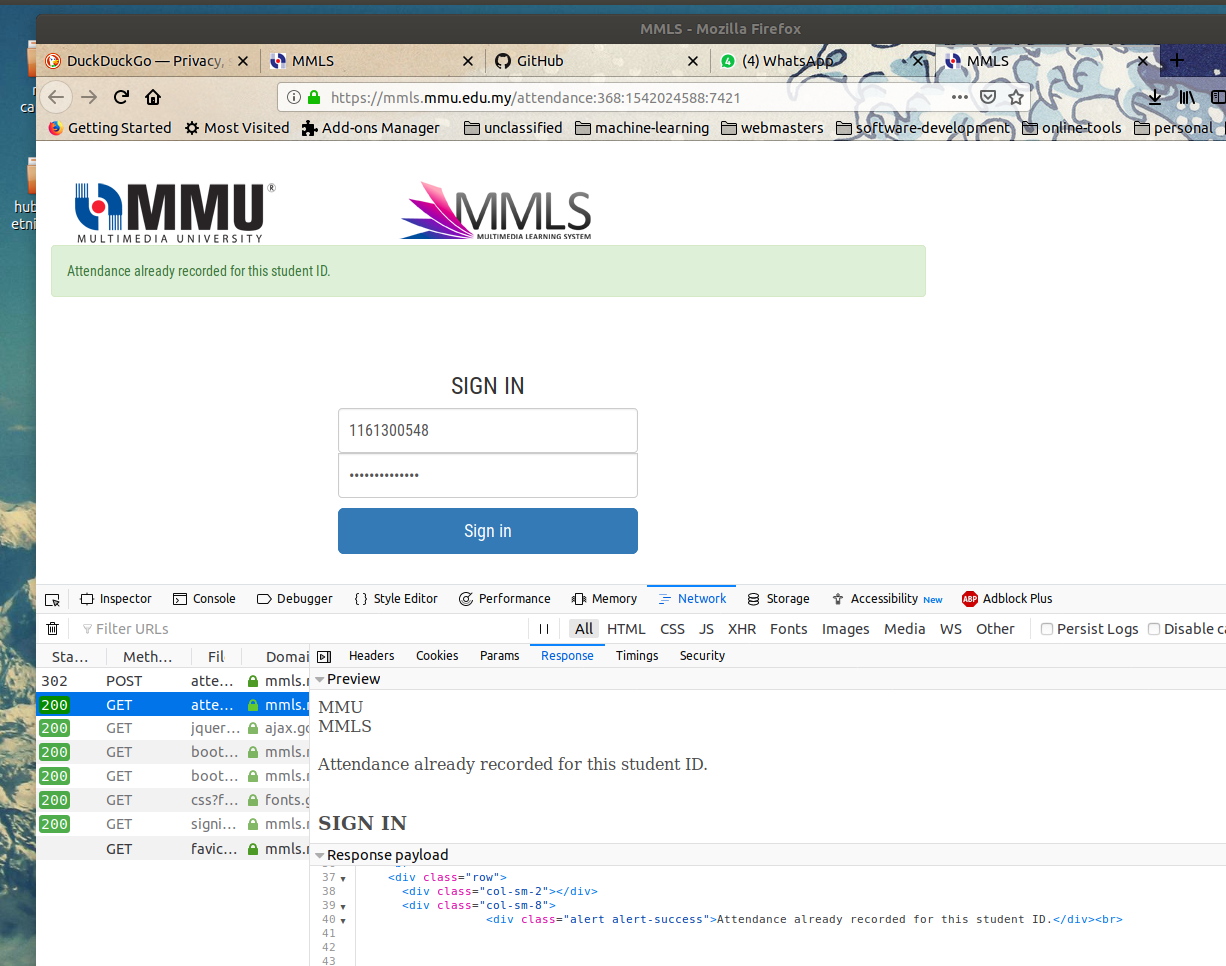 MMLS - Mozilla Firefox
DuckDuckGo — Privacy,
MMLS
GitHub
(4) WhatsApp
MMLS
https://mmls.mmu.edu.my/attendance:368:1542024588:7421
Getting Started
Most Visited
Add-ons Manager
unclassified
machine-learning
webmasters
software-development
online-tools
personal
ca
hub
etni
MMU®
MULTIMEDIA UNIVERSITY
MMLS
MULTIMEDIA LEARNING SYSTEM
Attendance already recorded for this student ID.
SIGN IN
1161300548
••••••••••••••
Sign in
Inspector
Console
Debugger
{ } Style Editor
Performance
Memory
Network
Storage
Accessibility New
ABP Adblock Plus
Filter URLs
All HTML CSS JS XHR Fonts Images Media WS Other
Persist Logs
Disable ca
Sta… Meth… Fil Domai
Headers Cookies Params Response Timings Security
302 POST atte… mmls.r
200 GET atte… mmls.r
200 GET jquer… ajax.gc
200 GET boot… mmls.r
200 GET boot… mmls.r
200 GET css?f… fonts.g
200 GET signi… mmls.r
GET favic… mmls.r
Preview
MMU
MMLS
Attendance already recorded for this student ID.
SIGN IN
Response payload
37 <div class="row">
38 <div class="col-sm-2"></div>
39 <div class="col-sm-8">
40 <div class="alert alert-success">Attendance already recorded for this student ID.</div><br>
41
42
43